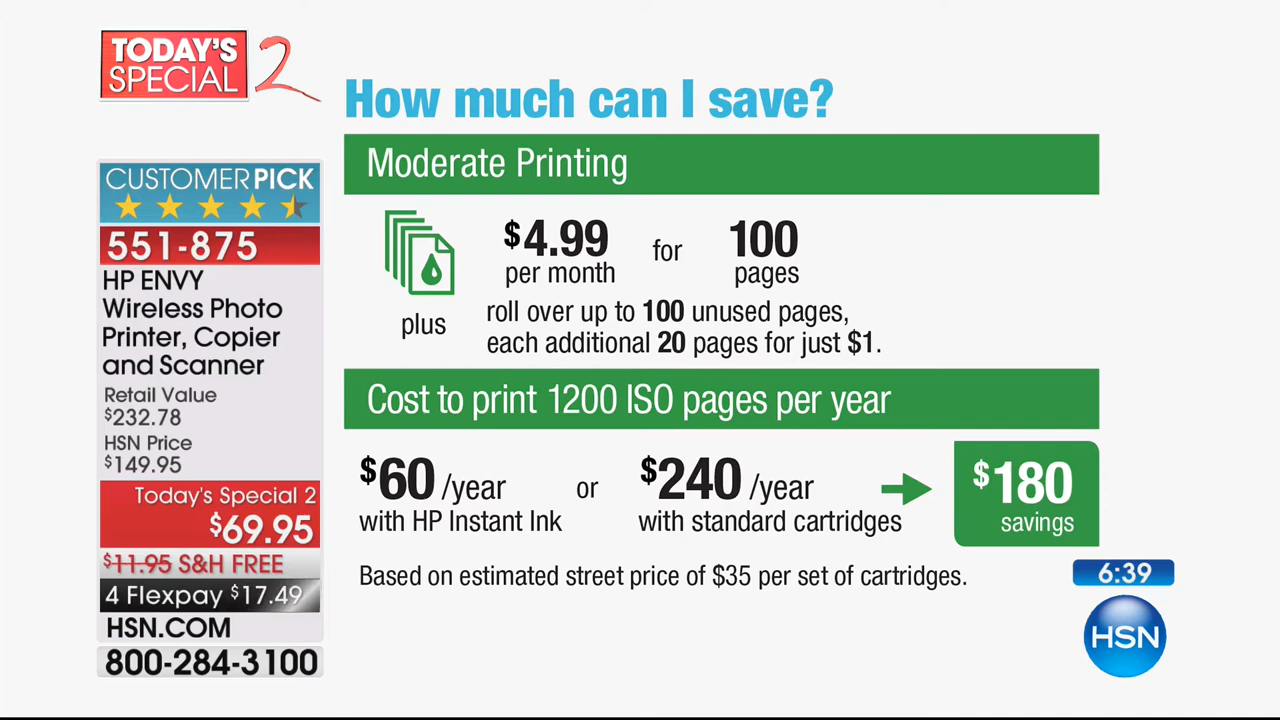 TODAY'S
SPECIAL 2
How much can I save?
CUSTOMER PICK
551-875
HP ENVY
Wireless Photo
Printer, Copier
and Scanner
Retail Value
$232.78
HSN Price
$149.95
Today's Special 2
$69.95
$11.95 S&H FREE
4 Flexpay $17.49
HSN.COM
800-284-3100
Moderate Printing
$4.99 for 100
per month pages
plus
roll over up to 100 unused pages,
each additional 20 pages for just $1.
Cost to print 1200 ISO pages per year
$60 /year or $240 /year $180
with HP Instant Ink with standard cartridges savings
Based on estimated street price of $35 per set of cartridges.
6:39
HSN